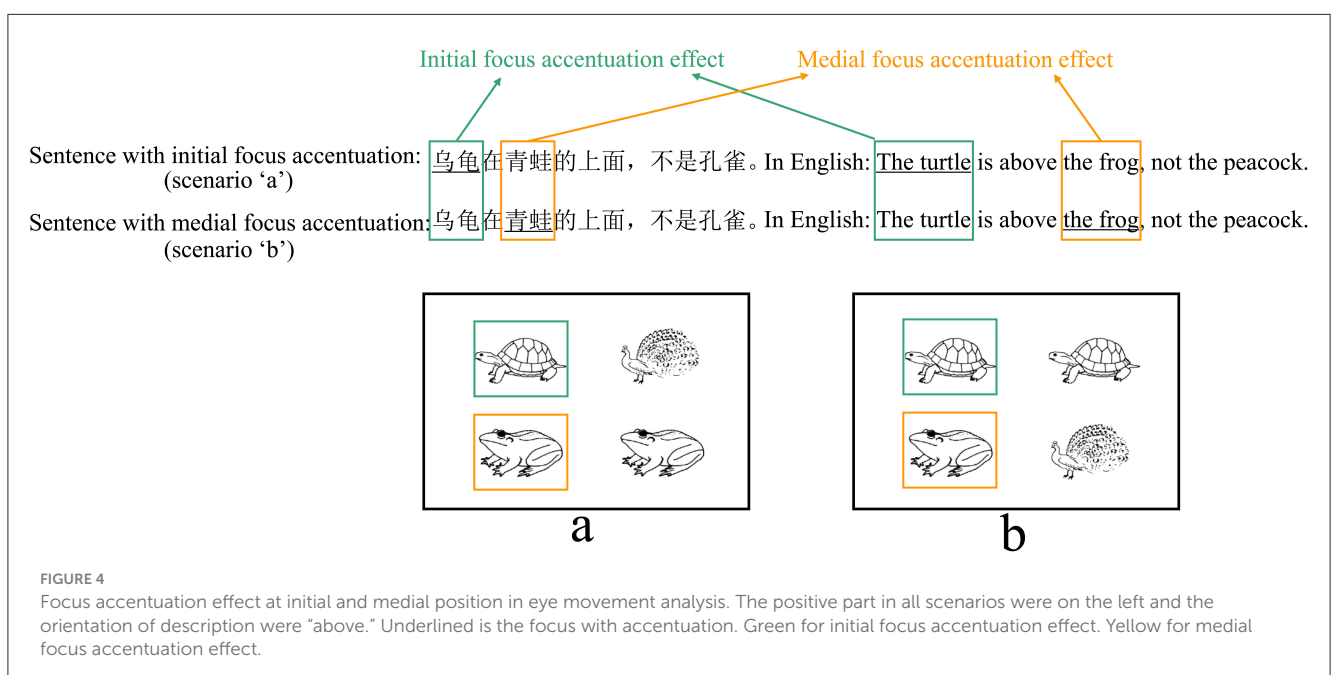 Initial focus accentuation effect
Medial focus accentuation effect
Sentence with initial focus accentuation: 乌龟在青蛙的上面，不是孔雀。In English: The turtle is above the frog, not the peacock.
(scenario ‘a’)
Sentence with medial focus accentuation: 乌龟在青蛙的上面，不是孔雀。In English: The turtle is above the frog, not the peacock.
(scenario ‘b’)
a
b
FIGURE 4
Focus accentuation effect at initial and medial position in eye movement analysis. The positive part in all scenarios were on the left and the
orientation of description were “above.” Underlined is the focus with accentuation. Green for initial focus accentuation effect. Yellow for medial
focus accentuation effect.